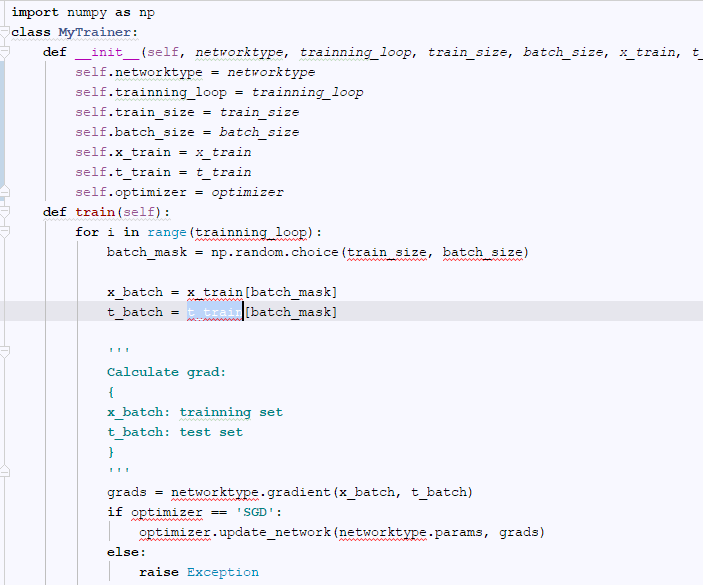 import numpy as np
class MyTrainer:
def __init__(self, networktype, trainning_loop, train_size, batch_size, x_train, t_
self.networktype = networktype
self.trainning_loop = trainning_loop
self.train_size = train_size
self.batch_size = batch_size
self.x_train = x_train
self.t_train = t_train
self.optimizer = optimizer
def train(self):
for i in range(trainning_loop):
batch_mask = np.random.choice(train_size, batch_size)
x_batch = x_train[batch_mask]
t_batch = t_train[batch_mask]
'''
Calculate grad:
{
x_batch: trainning set
t_batch: test set
}
'''
grads = networktype.gradient(x_batch, t_batch)
if optimizer == 'SGD':
optimizer.update_network(networktype.params, grads)
else:
raise Exception